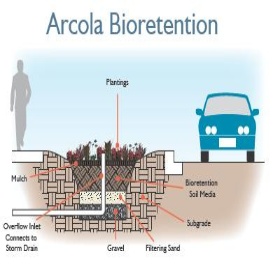 Arcola Bioretention
Plantings
Mulch
Bioretention
Soil Media
Overflow Inlet
Connects to
Storm Drain
Subgrade
Gravel
Filtering Sand